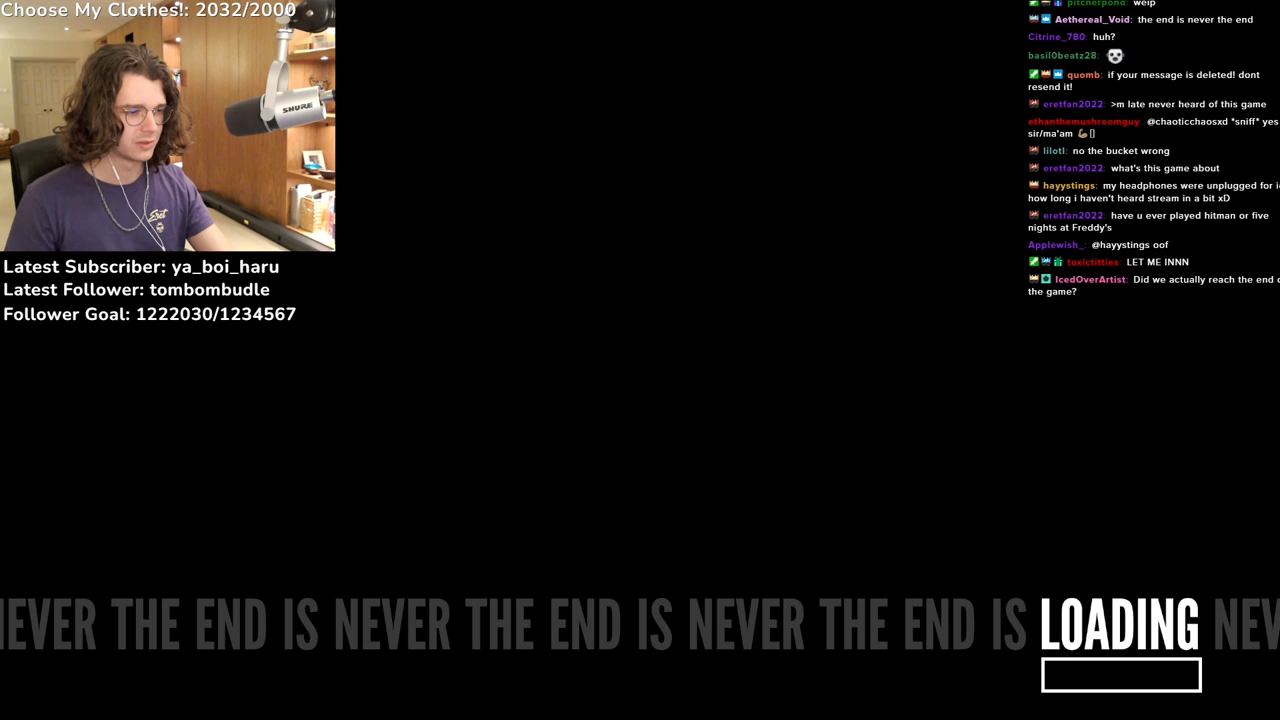 Choose My Clothes!: 2032/2000
SHURE
Eret
Latest Subscriber: ya_boi_haru
Latest Follower: tombombudle
Follower Goal: 1222030/1234567
pitcherpond: weip
Aethereal_Void: the end is never the end
Citrine_780: huh?
basil0beatz28:
quomb: if your message is deleted! dont
resend it!
eretfan2022: >m late never heard of this game
ethanthemushroomguy: @chaoticchaosxd *sniff* yes
sir/ma'am 💪
lilotl: no the bucket wrong
eretfan2022: what's this game about
hayystings: my headphones were unplugged for i
how long i haven't heard stream in a bit xD
eretfan2022: have u ever played hitman or five
nights at Freddy's
Applewish_: @hayystings oof
toxictitties: LET ME INNN
IcedOverArtist: Did we actually reach the end
the game?
NEVER THE END IS NEVER THE END IS NEVER THE END IS LOADING NEV